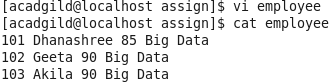 [acadgild@localhost assign]$ vi employee
[acadgild@localhost assign]$ cat employee
101 Dhanashree 85 Big Data
102 Geeta 90 Big Data
103 Akila 90 Big Data